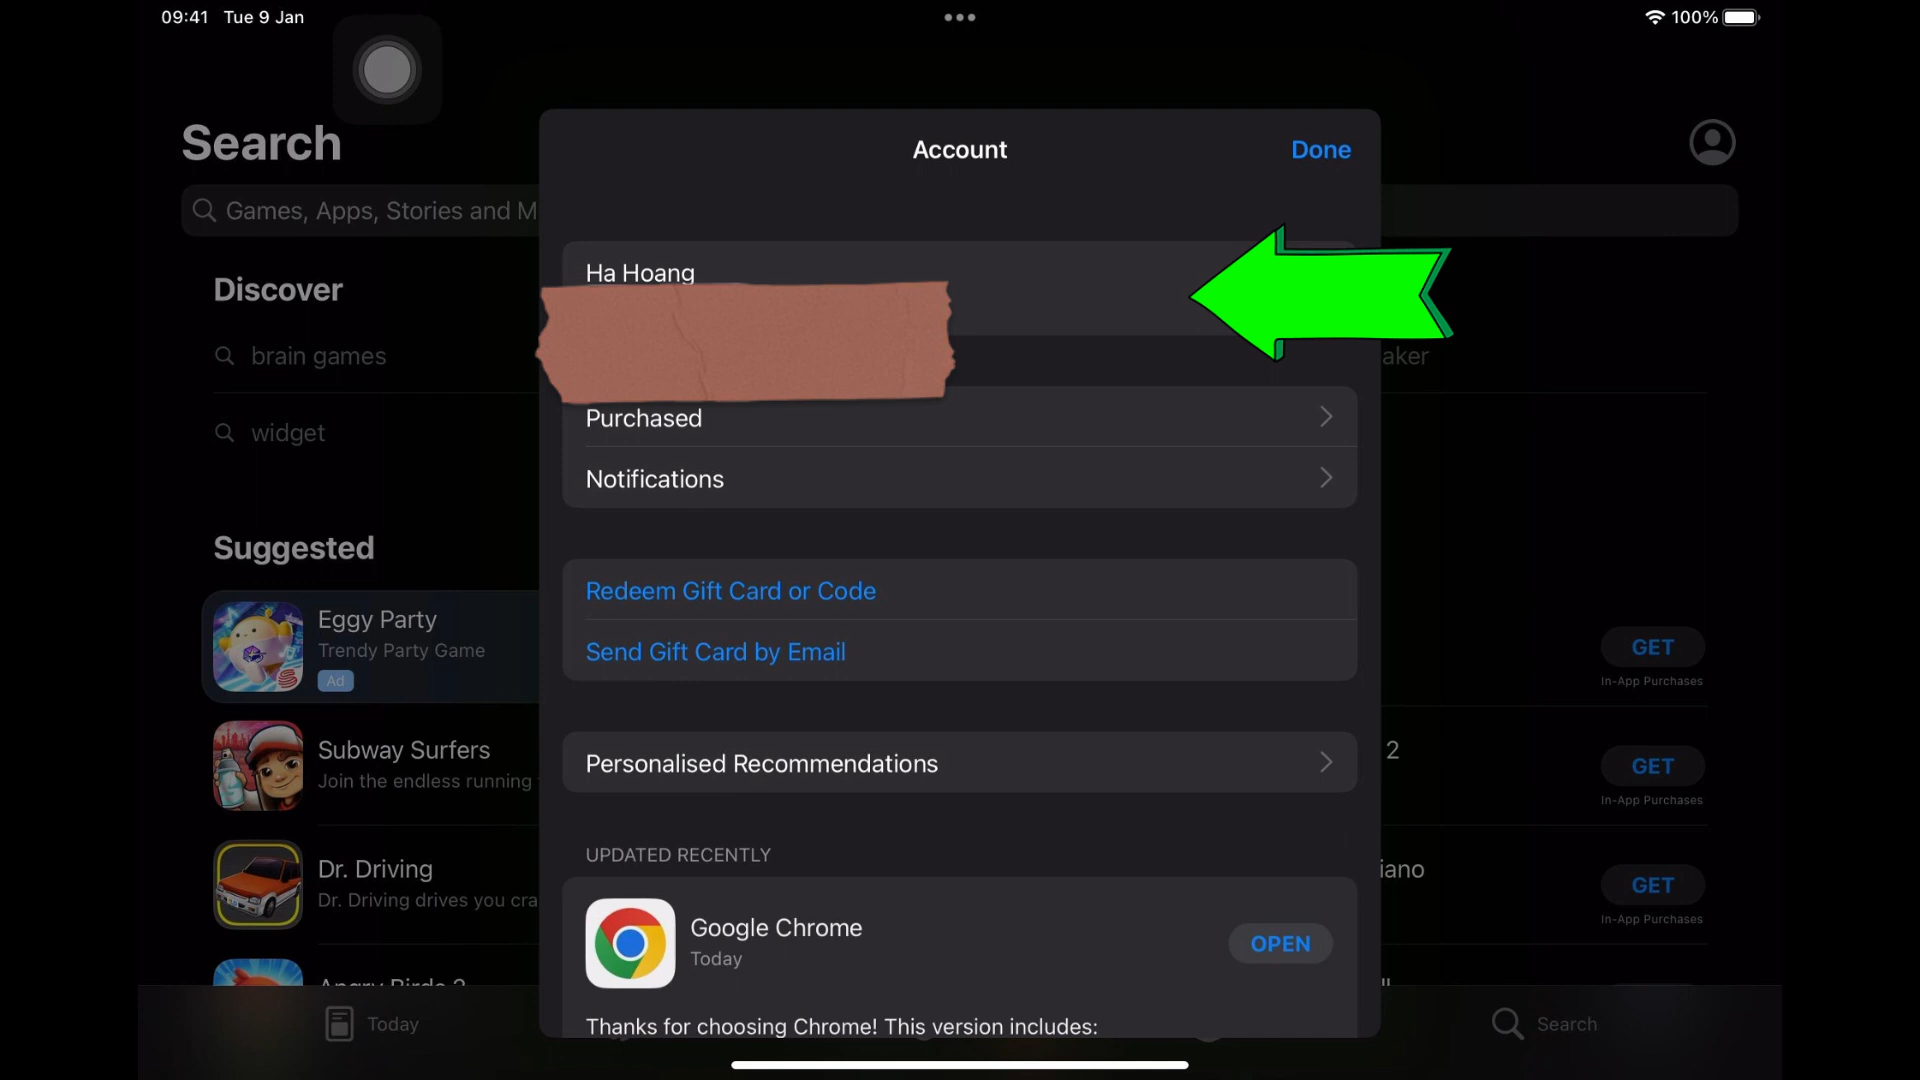 09:41 Tue 9 Jan
100%
Search
Account
Done
Games, Apps, Stories and M
Ha Hoang
Discover
brain games
aker
widget
Purchased
Notifications
Suggested
Redeem Gift Card or Code
Send Gift Card by Email
Eggy Party
Trendy Party Game
Ad
GET
In-App Purchases
Subway Surfers
Join the endless running
2
GET
In-App Purchases
Personalised Recommendations
UPDATED RECENTLY
Dr. Driving
Dr. Driving drives you cra
iano
GET
In-App Purchases
Google Chrome
Today
OPEN
Angry Birds 2
Thanks for choosing Chrome! This version includes:
Today
Search